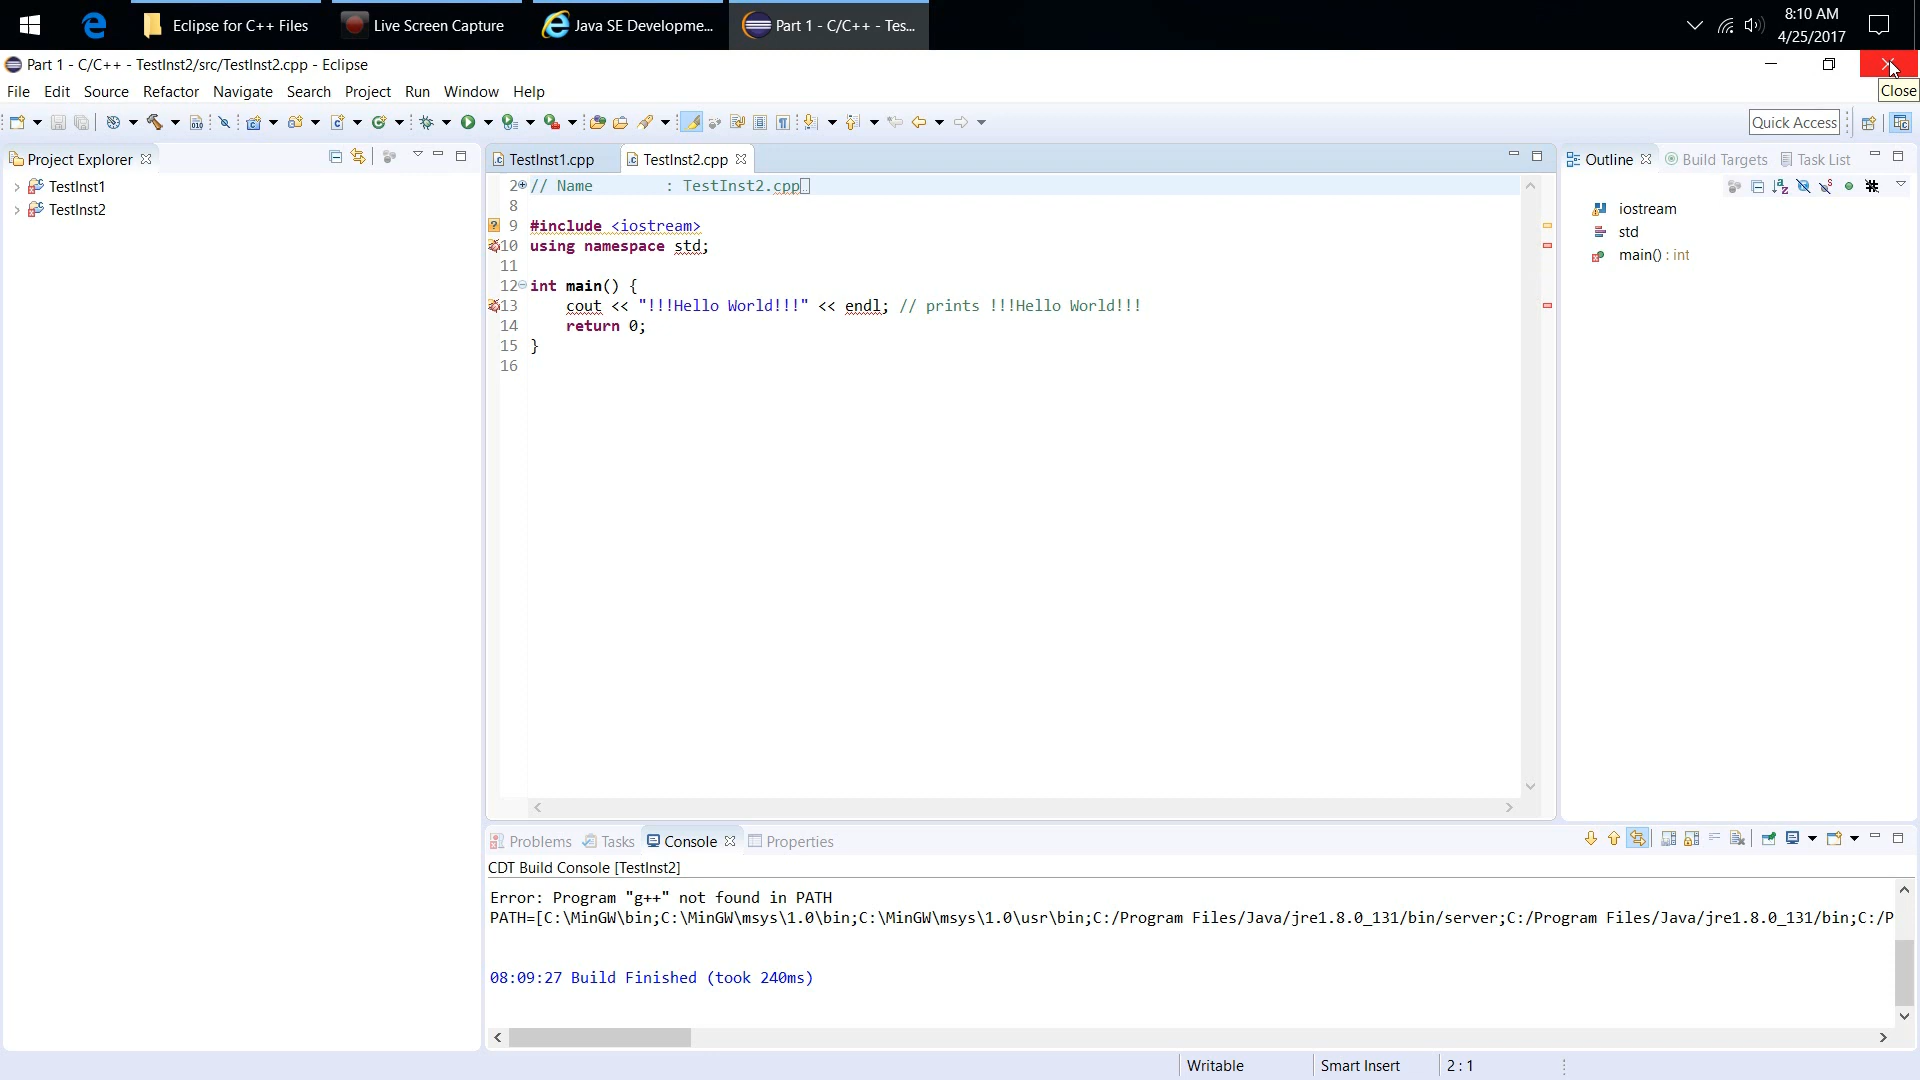 Eclipse for C++ Files
Live Screen Capture
Java SE Developme...
Part 1 - C/C++ - Tes...
8:10 AM
4/25/2017
Part 1 - C/C++ - TestInst2/src/TestInst2.cpp - Eclipse
Close
File Edit Source Refactor Navigate Search Project Run Window Help
Quick Access
Project Explorer
TestInst1
TestInst2
TestInst1.cpp
TestInst2.cpp
2 // Name : TestInst2.cpp
8
9 #include <iostream>
10 using namespace std;
11
12 int main() {
13 cout << "!!!Hello World!!!" << endl; // prints !!!Hello World!!!
14 return 0;
15 }
16
Outline Build Targets Task List
iostream
std
main() : int
Problems Tasks Console Properties
CDT Build Console [TestInst2]
Error: Program "g++" not found in PATH
PATH=[C:\MinGW\bin;C:\MinGW\msys\1.0\bin;C:\MinGW\msys\1.0\usr\bin;C:/Program Files/Java/jre1.8.0_131/bin/server;C:/Program Files/Java/jre1.8.0_131/bin;C:/P
08:09:27 Build Finished (took 240ms)
Writable
Smart Insert
2 : 1